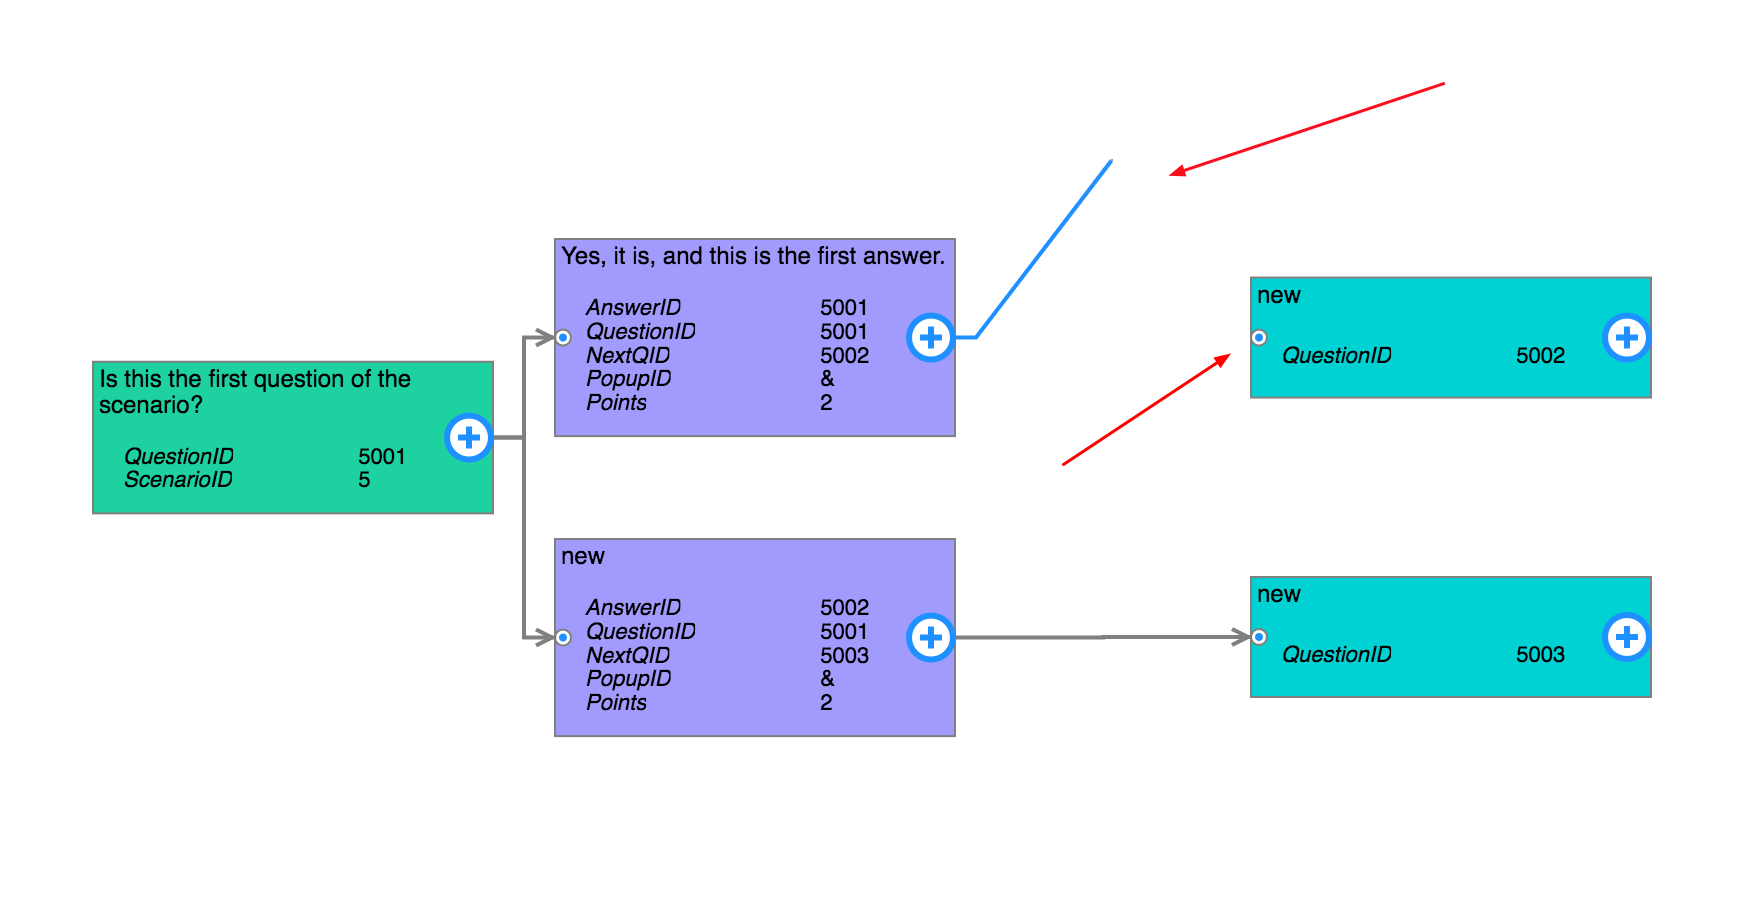 Is this the first question of the
scenario?
QuestionID 5001
ScenarioID 5
Yes, it is, and this is the first answer.
AnswerID 5001
QuestionID 5001
NextQID 5002
PopupID &
Points 2
new
AnswerID 5002
QuestionID 5001
NextQID 5003
PopupID &
Points 2
new
QuestionID 5002
new
QuestionID 5003